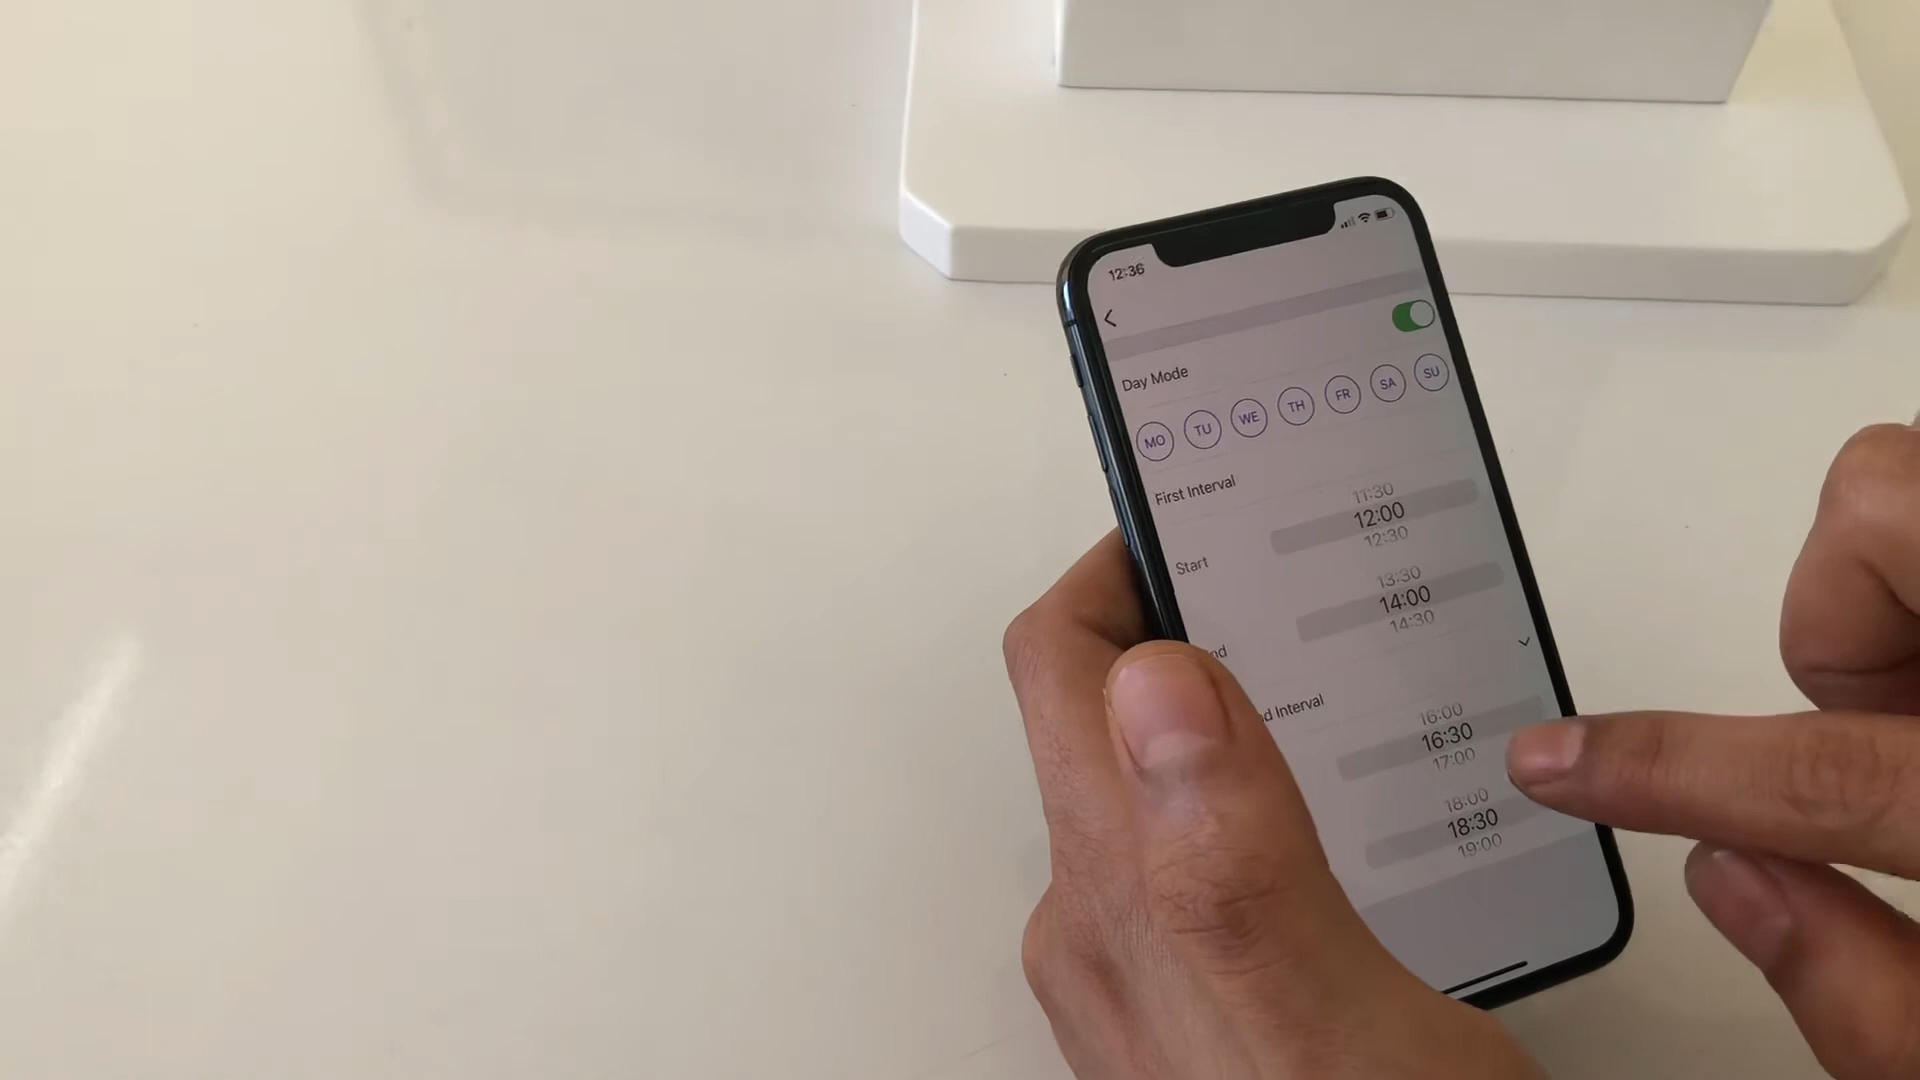 12:36
Day Mode
MO TU WE TH FR SA SU
First Interval
11:30
12:00
12:30
Start
13:30
14:00
14:30
nd
d Interval
16:00
16:30
17:00
18:00
18:30
19:00